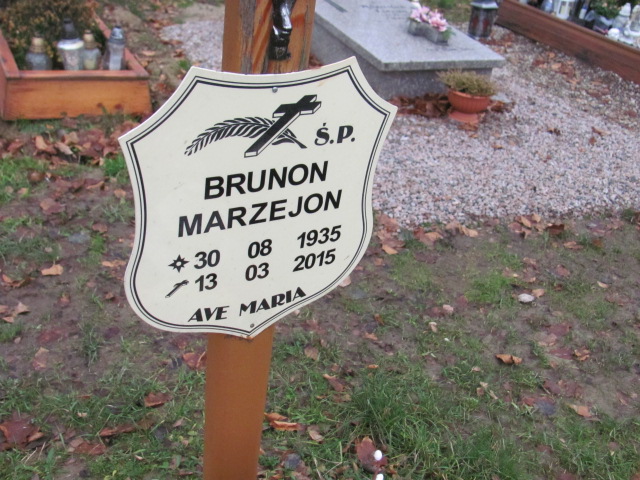 Ś.P.
BRUNON
MARZEJON
30 08 1935
13 03 2015
AVE MARIA